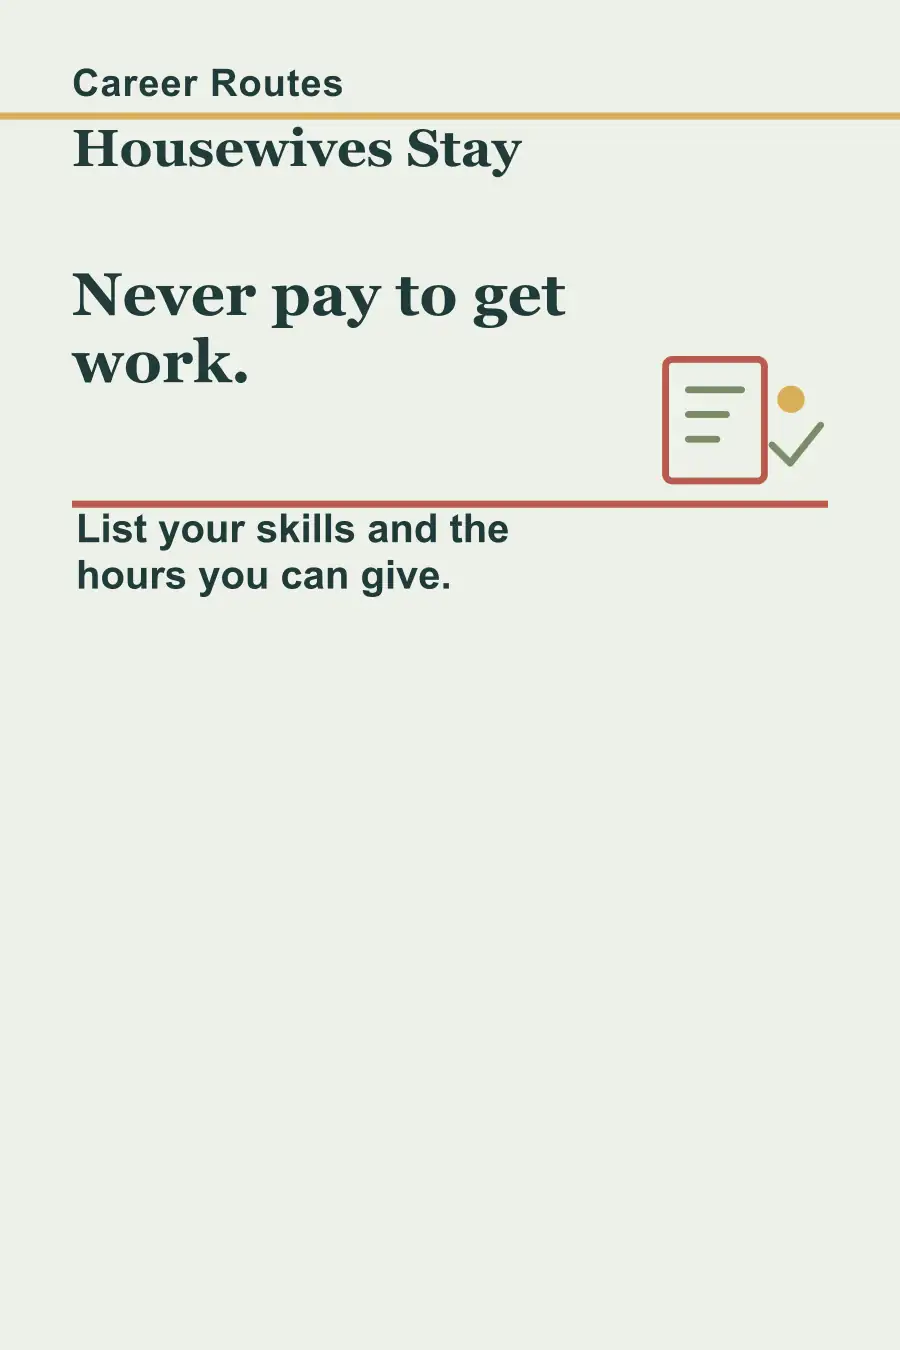 Career Routes
Housewives Stay
Never pay to get
work.
List your skills and the
hours you can give.